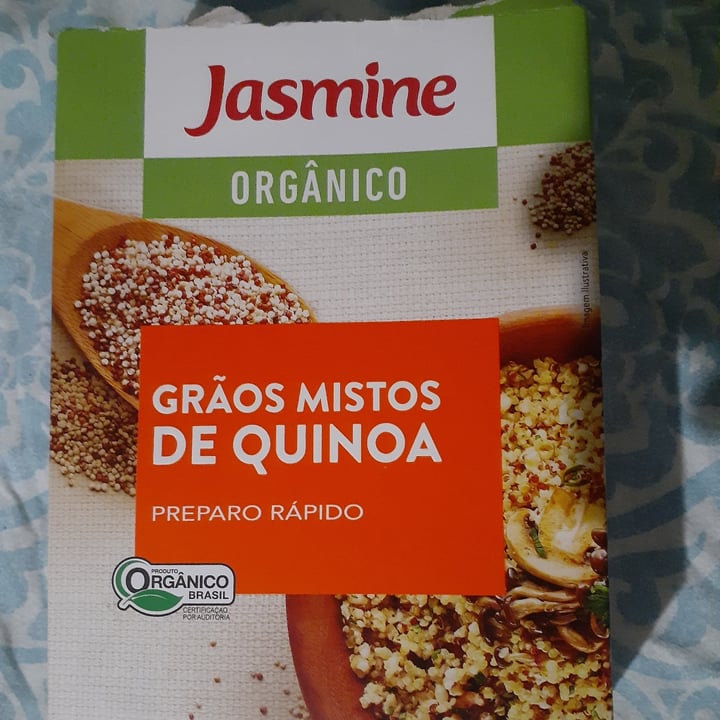 Jasmine
ORGÂNICO
Imagem ilustrativa
GRÃOS MISTOS
DE QUINOA
PREPARO RÁPIDO
PRODUTO
ORGÂNICO
BRASIL
CERTIFICAÇÃO
POR AUDITORIA